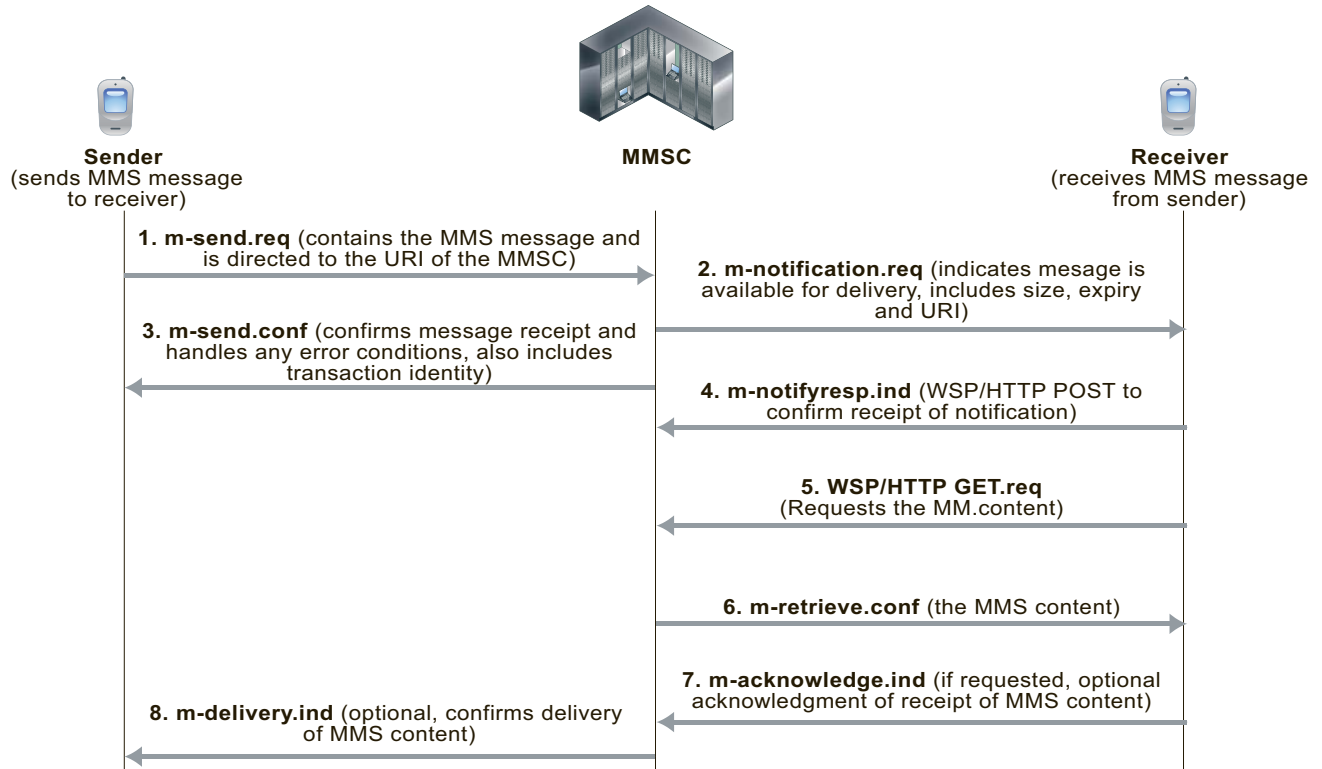 Sender
(sends MMS message
to receiver)
MMSC
Receiver
(receives MMS message
from sender)
1. m-send.req (contains the MMS message and
is directed to the URI of the MMSC)
2. m-notification.req (indicates mesage is
available for delivery, includes size, expiry
and URI)
3. m-send.conf (confirms message receipt and
handles any error conditions, also includes
transaction identity)
4. m-notifyresp.ind (WSP/HTTP POST to
confirm receipt of notification)
5. WSP/HTTP GET.req
(Requests the MM.content)
6. m-retrieve.conf (the MMS content)
7. m-acknowledge.ind (if requested, optional
acknowledgment of receipt of MMS content)
8. m-delivery.ind (optional, confirms delivery
of MMS content)